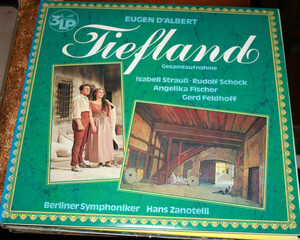 3LP
EUGEN D'ALBERT
Tiefland
Gesamtaufnahme
Isabell Strauß · Rudolf Schock
Angelika Fischer
Gerd Feldhoff
Berliner Symphoniker Hans Zanotelli